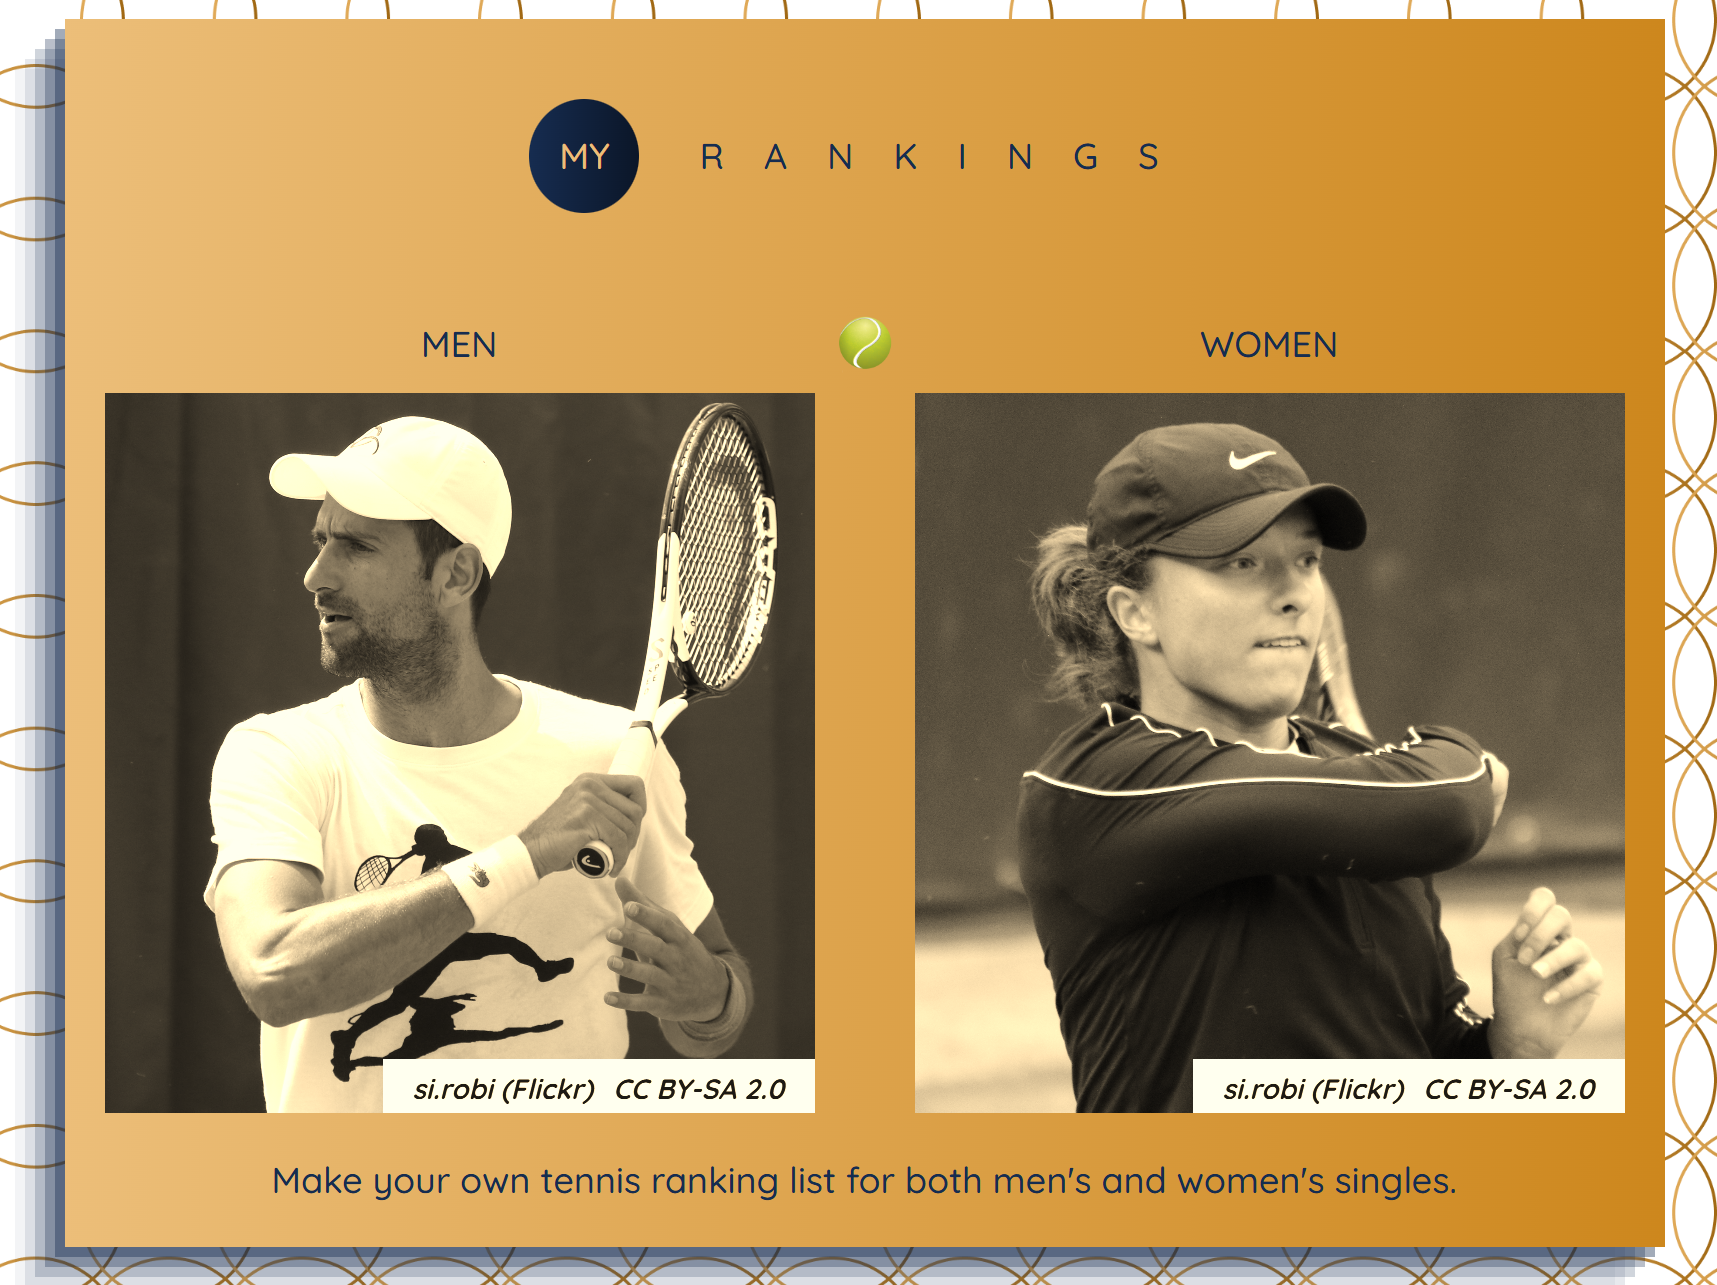 MY RANKINGS
MEN
WOMEN
si.robi (Flickr) CC BY-SA 2.0
si.robi (Flickr) CC BY-SA 2.0
Make your own tennis ranking list for both men's and women's singles.